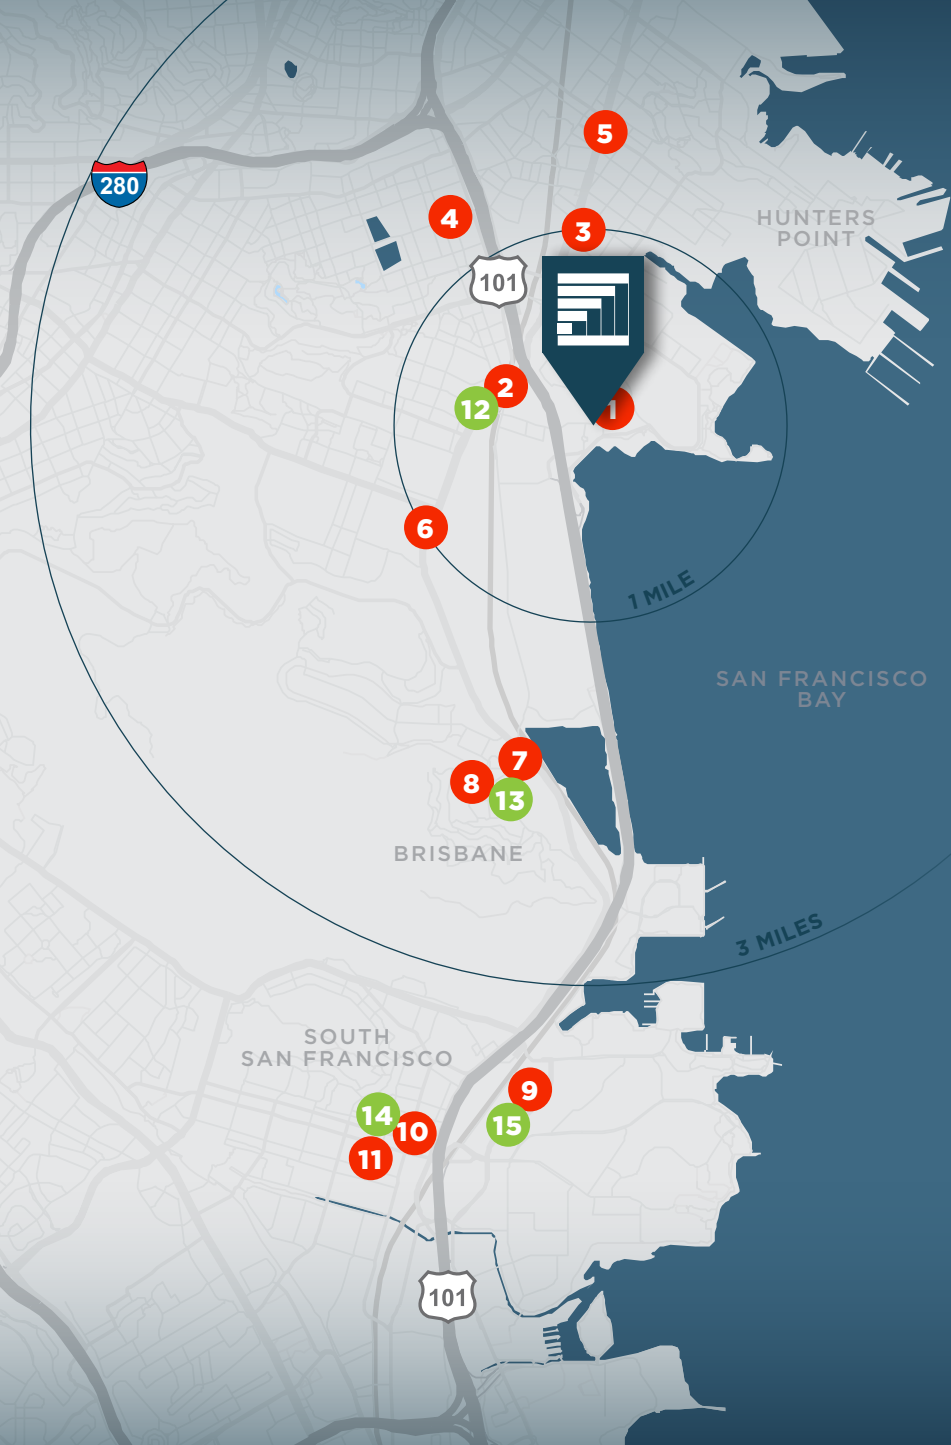 5
280
4
HUNTERS
POINT
3
101
2
12
1
6
1 MILE
SAN FRANCISCO
BAY
7
8
13
BRISBANE
3 MILES
SOUTH
SAN FRANCISCO
9
14
10
15
11
101